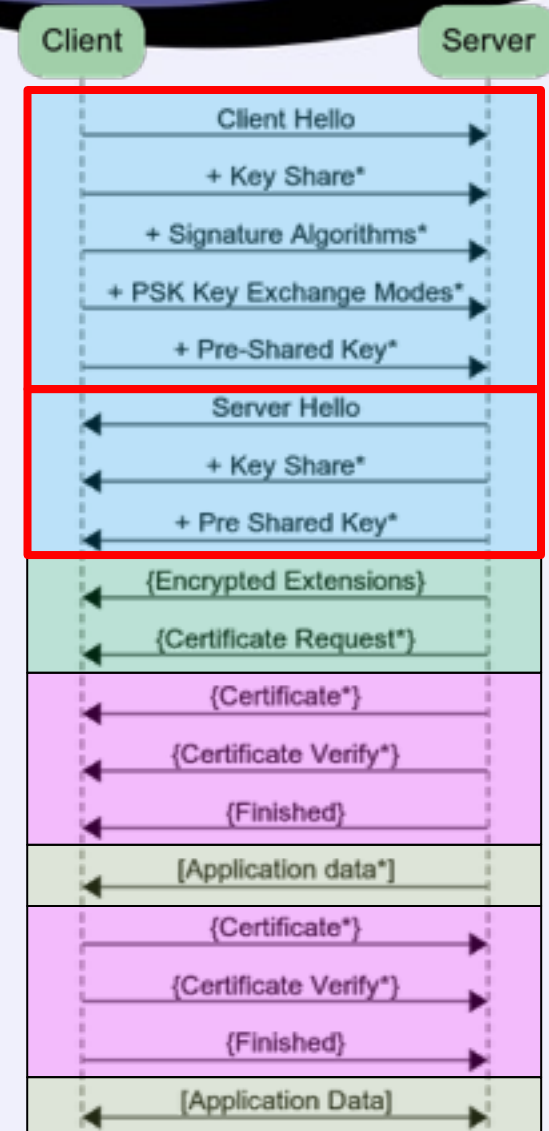 Client Server
Client Hello
+ Key Share*
+ Signature Algorithms*
+ PSK Key Exchange Modes*
+ Pre-Shared Key*
Server Hello
+ Key Share*
+ Pre Shared Key*
{Encrypted Extensions}
{Certificate Request*}
{Certificate*}
{Certificate Verify*}
{Finished}
[Application data*]
{Certificate*}
{Certificate Verify*}
{Finished}
[Application Data]